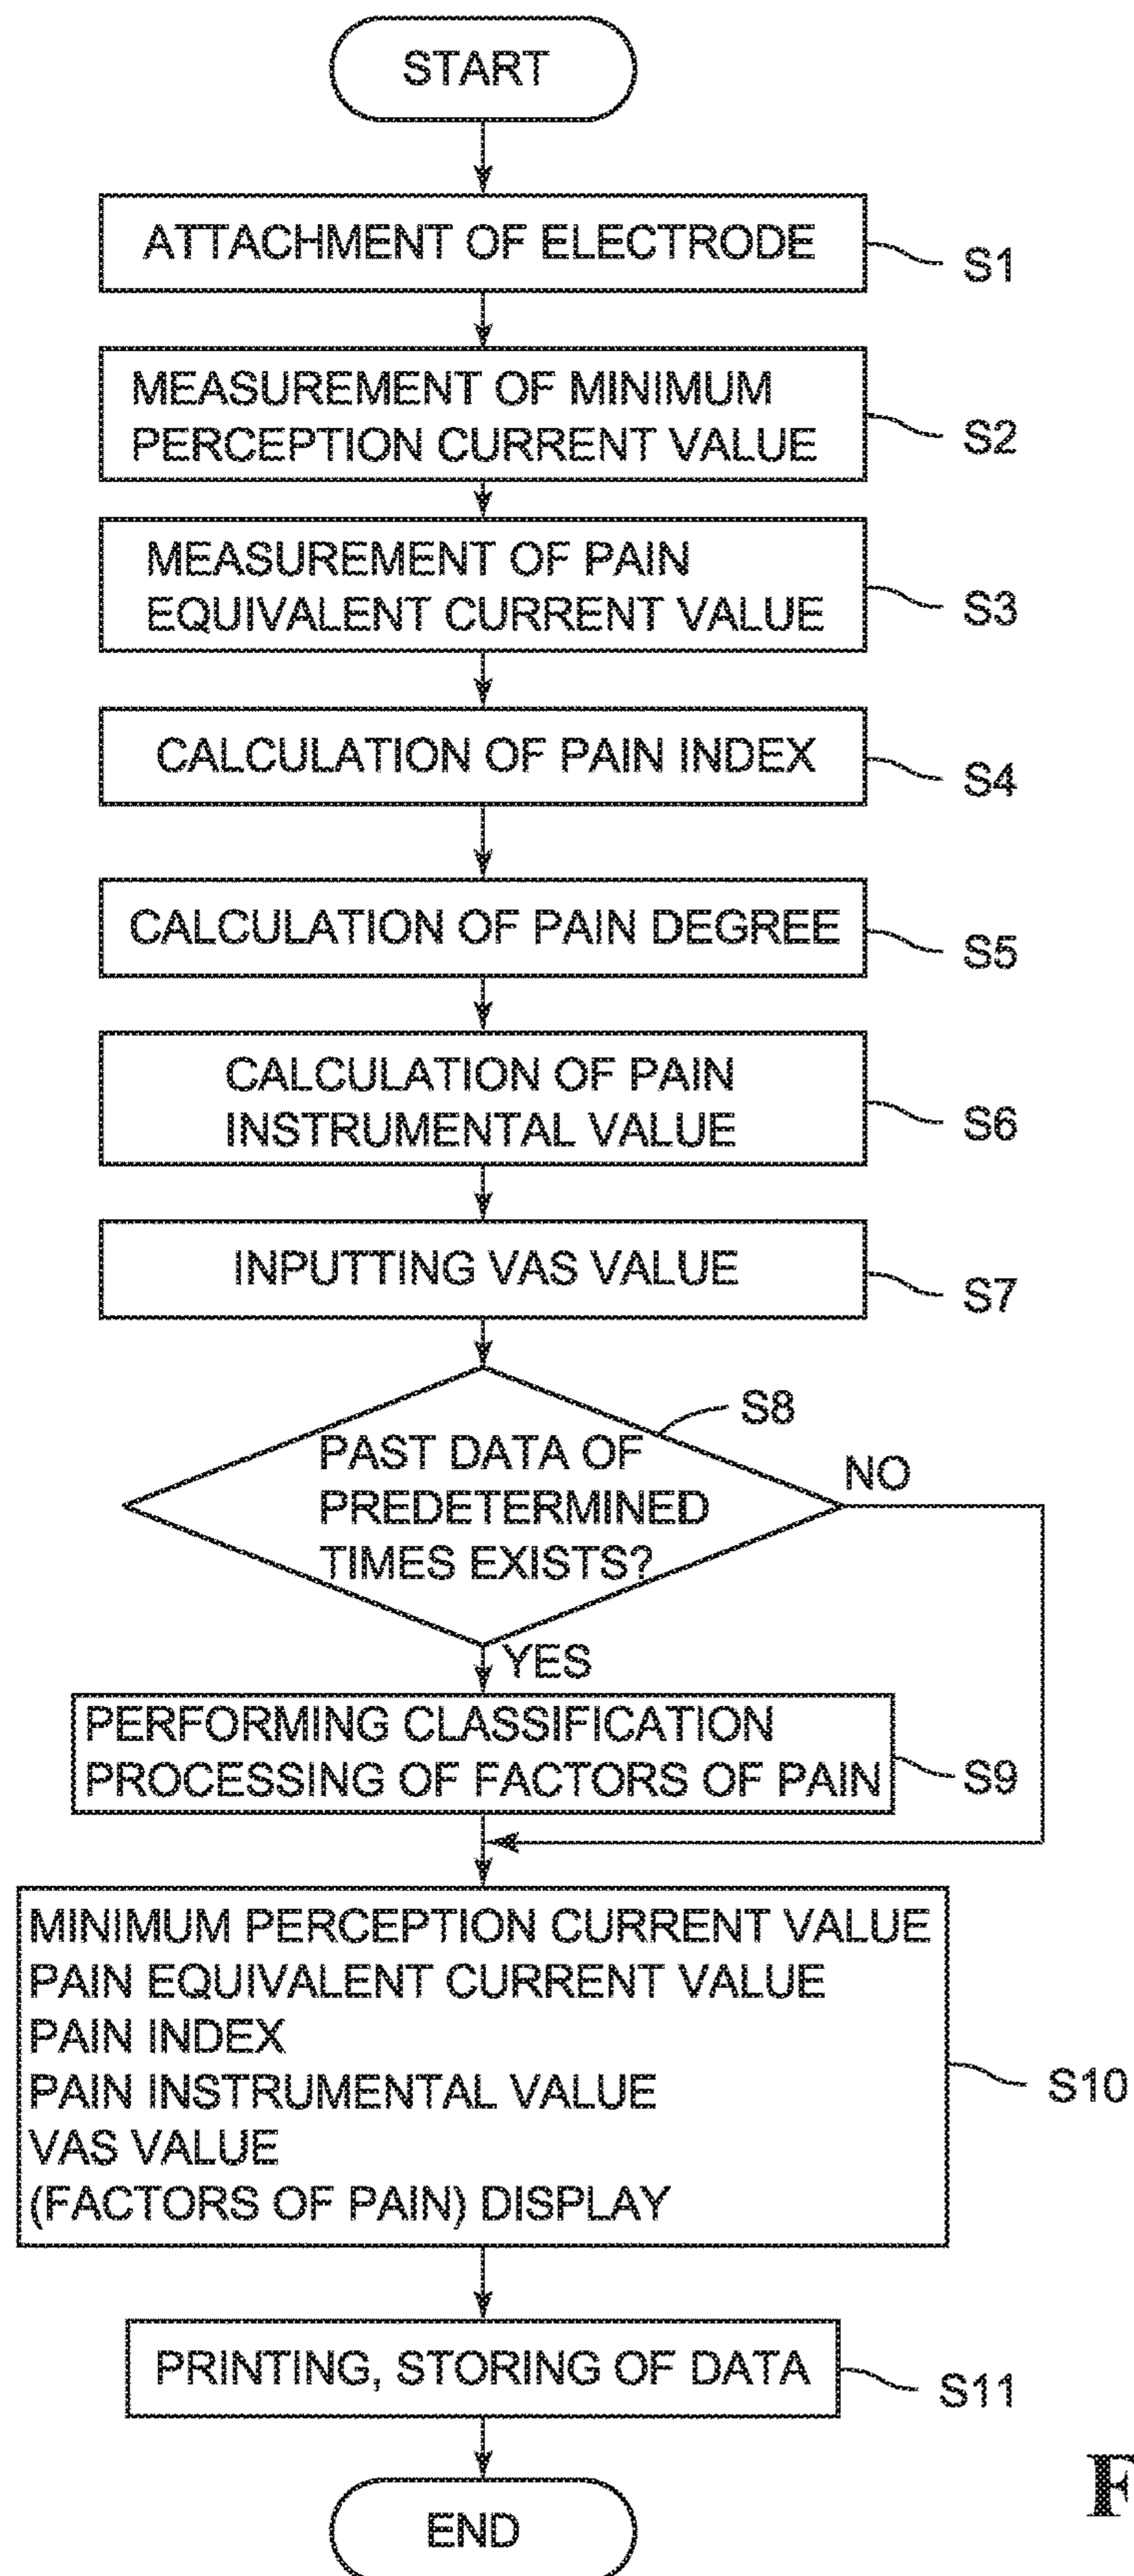 START
ATTACHMENT OF ELECTRODE
S1
MEASUREMENT OF MINIMUM
PERCEPTION CURRENT VALUE
S2
MEASUREMENT OF PAIN
EQUIVALENT CURRENT VALUE
S3
CALCULATION OF PAIN INDEX
S4
CALCULATION OF PAIN DEGREE
S5
CALCULATION OF PAIN
INSTRUMENTAL VALUE
S6
INPUTTING VAS VALUE
S7
S8
PAST DATA OF
PREDETERMINED
TIMES EXISTS?
NO
YES
PERFORMING CLASSIFICATION
PROCESSING OF FACTORS OF PAIN
S9
MINIMUM PERCEPTION CURRENT VALUE
PAIN EQUIVALENT CURRENT VALUE
PAIN INDEX
PAIN INSTRUMENTAL VALUE
VAS VALUE
(FACTORS OF PAIN) DISPLAY
S10
PRINTING, STORING OF DATA
S11
END